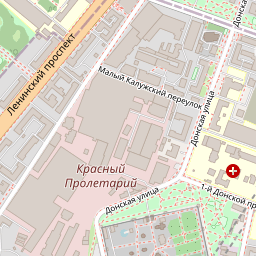 Ленинский проспект
Малый Калужский переулок
Донская улица
Красный
Пролетарий
Донская улица
1-й Донской пр